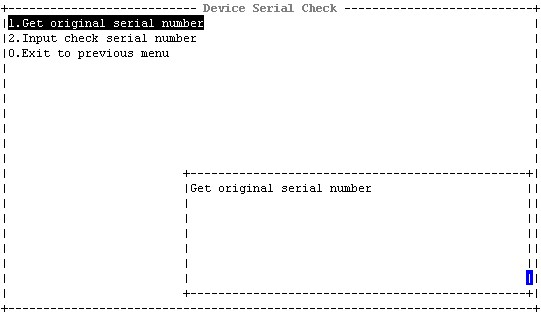 Device Serial Check
1.Get original serial number
2.Input check serial number
0.Exit to previous menu
Get original serial number